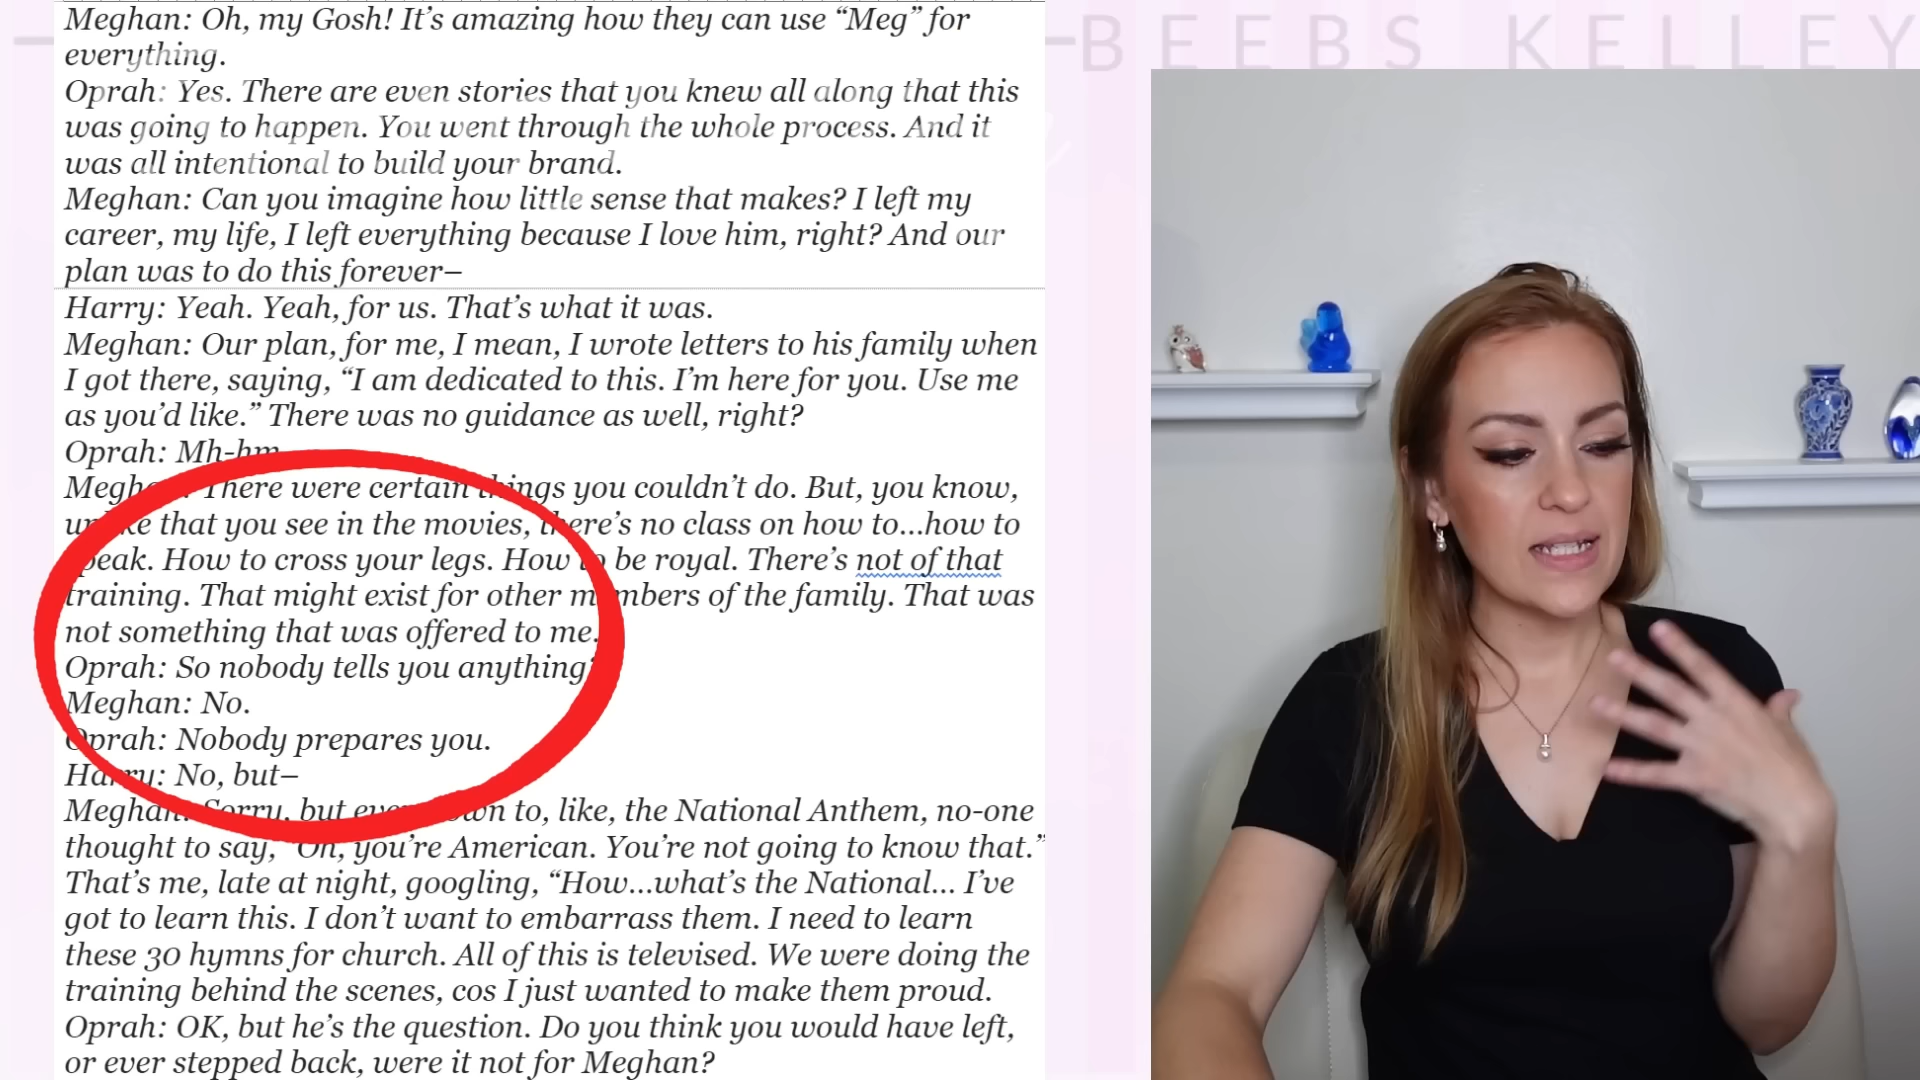 Meghan: Oh, my Gosh! It's amazing how they can use “Meg” for
everything.
Oprah: Yes. There are even stories that you knew all along that this
was going to happen. You went through the whole process. And it
was all intentional to build your brand.
Meghan: Can you imagine how little sense that makes? I left my
career, my life, I left everything because I love him, right? And our
plan was to do this forever–
Harry: Yeah. Yeah, for us. That's what it was.
Meghan: Our plan, for me, I mean, I wrote letters to his family when
I got there, saying, “I am dedicated to this. I'm here for you. Use me
as you'd like.” There was no guidance as well, right?
Oprah: Mh-hm
Meghan: There were certain things you couldn't do. But, you know,
unlike that you see in the movies, there's no class on how to...how to
speak. How to cross your legs. How to be royal. There's not of that
training. That might exist for other members of the family. That was
not something that was offered to me.
Oprah: So nobody tells you anything?
Meghan: No.
Oprah: Nobody prepares you.
Harry: No, but–
Meghan: Sorry, but even down to, like, the National Anthem, no-one
thought to say, “Oh, you're American. You're not going to know that.”
That's me, late at night, googling, “How...what's the National... I've
got to learn this. I don't want to embarrass them. I need to learn
these 30 hymns for church. All of this is televised. We were doing the
training behind the scenes, cos I just wanted to make them proud.
Oprah: OK, but he's the question. Do you think you would have left,
or ever stepped back, were it not for Meghan?
BEEBS KELLEY